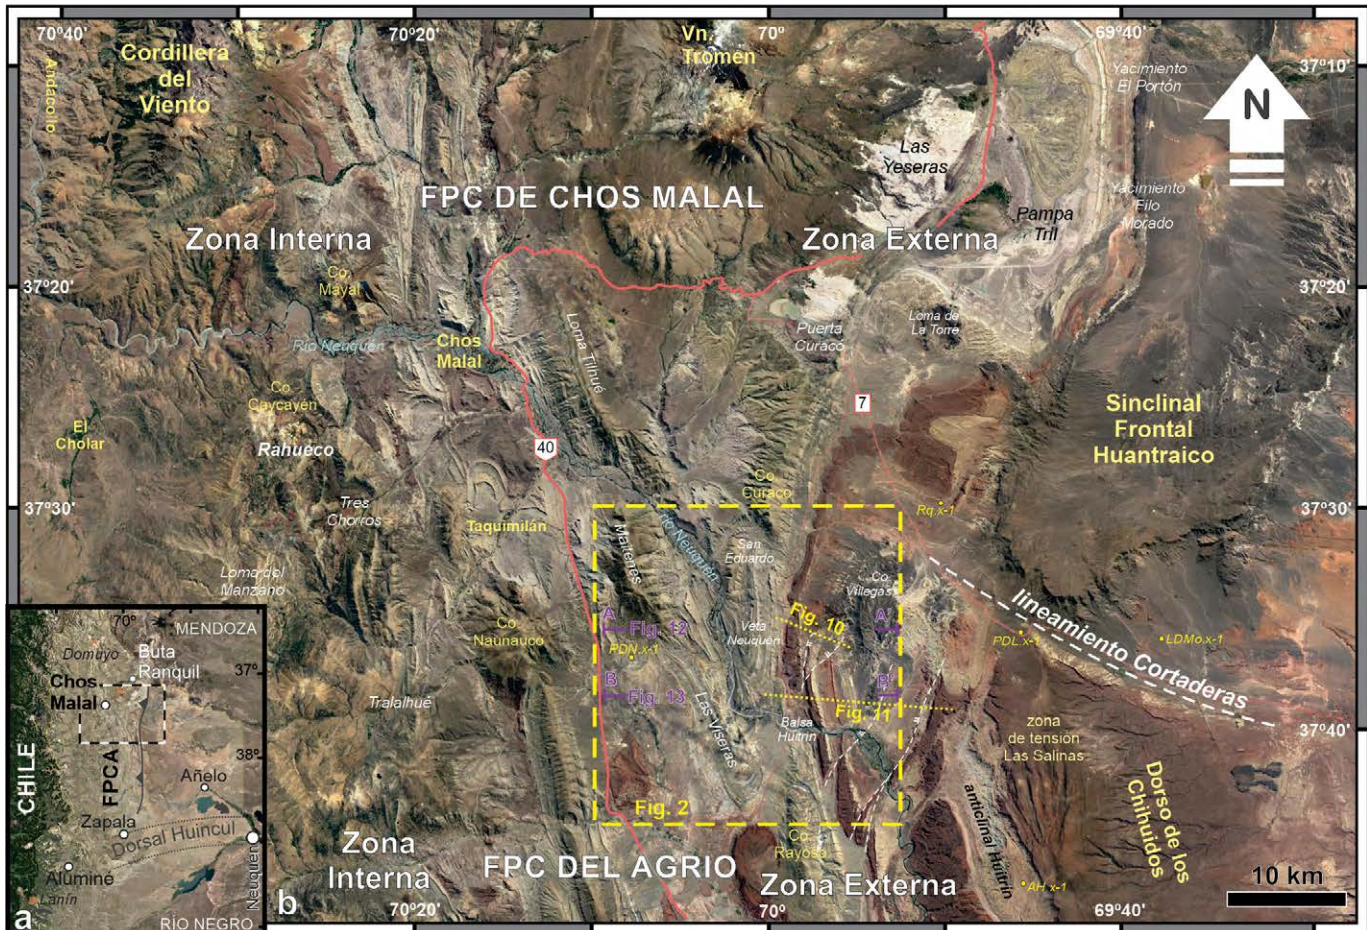 70º40'
70º20'
70º
69º40'
Cordillera
del
Viento
Vn.
Tromen
Andacollo
37º10'
Yacimiento
El Portón
N
Las
Yeseras
FPC DE CHOS MALAL
Yacimiento
Filo
Morado
Pampa
Tril
Zona Interna
Zona Externa
Co.
Mayal
37º20'
37º20'
Río Neuquén
Chos
Malal
Loma Tilhué
Puerta
Curacó
Loma de
La Torre
Co.
Caycayén
7
El
Cholar
Rahueco
40
Sinclinal
Frontal
Huantraico
Co.
Curaco
37º30'
37º30'
Tres
Chorros
Taquimilán
Rq.x-1
Maitenes
Río Neuquén
San
Eduardo
Loma del
Manzano
Co.
Villegas
lineamiento Cortaderas
A
Fig. 12
Fig. 10
A'
Co.
Naunauco
PDN.x-1
Veta
Neuquén
PDL.x-1
LDMo.x-1
B
Fig. 13
B'
Fig. 11
Tralalhué
Las Viseras
Balsa
Huitrín
zona
de tensión
Las Salinas
37º40'
Dorso de los
Chihuidos
anticlinal Huitrín
Fig. 2
Co.
Rayoso
Zona
Interna
FPC DEL AGRIO
Zona Externa
AH.x-1
10 km
70º20'
70º
69º40'
b
70º
MENDOZA
Domuyo
Buta
Ranquil
37º
Chos
Malal
CHILE
FPCA
38º
Añelo
Zapala
Dorsal Huincul
Neuquén
Aluminé
Lanín
RÍO NEGRO
a